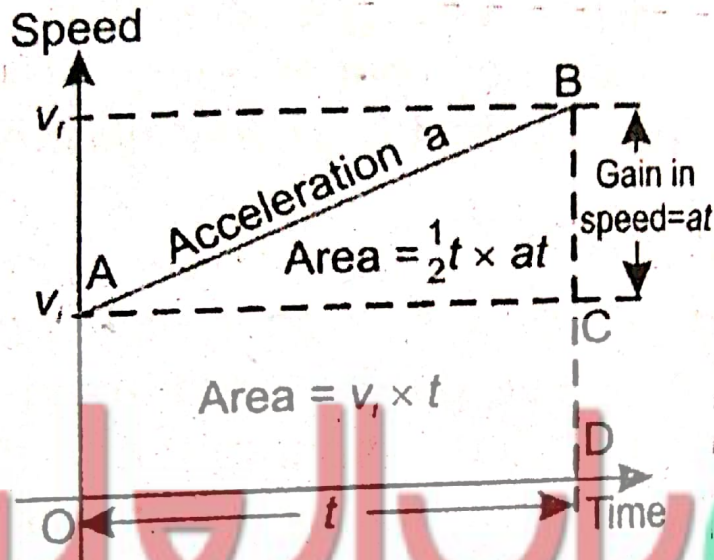 Speed
B
vf
Acceleration a
Gain in
speed=at
A
Area = ½t × at
vi
C
Area = vi × t
D
O
t
Time